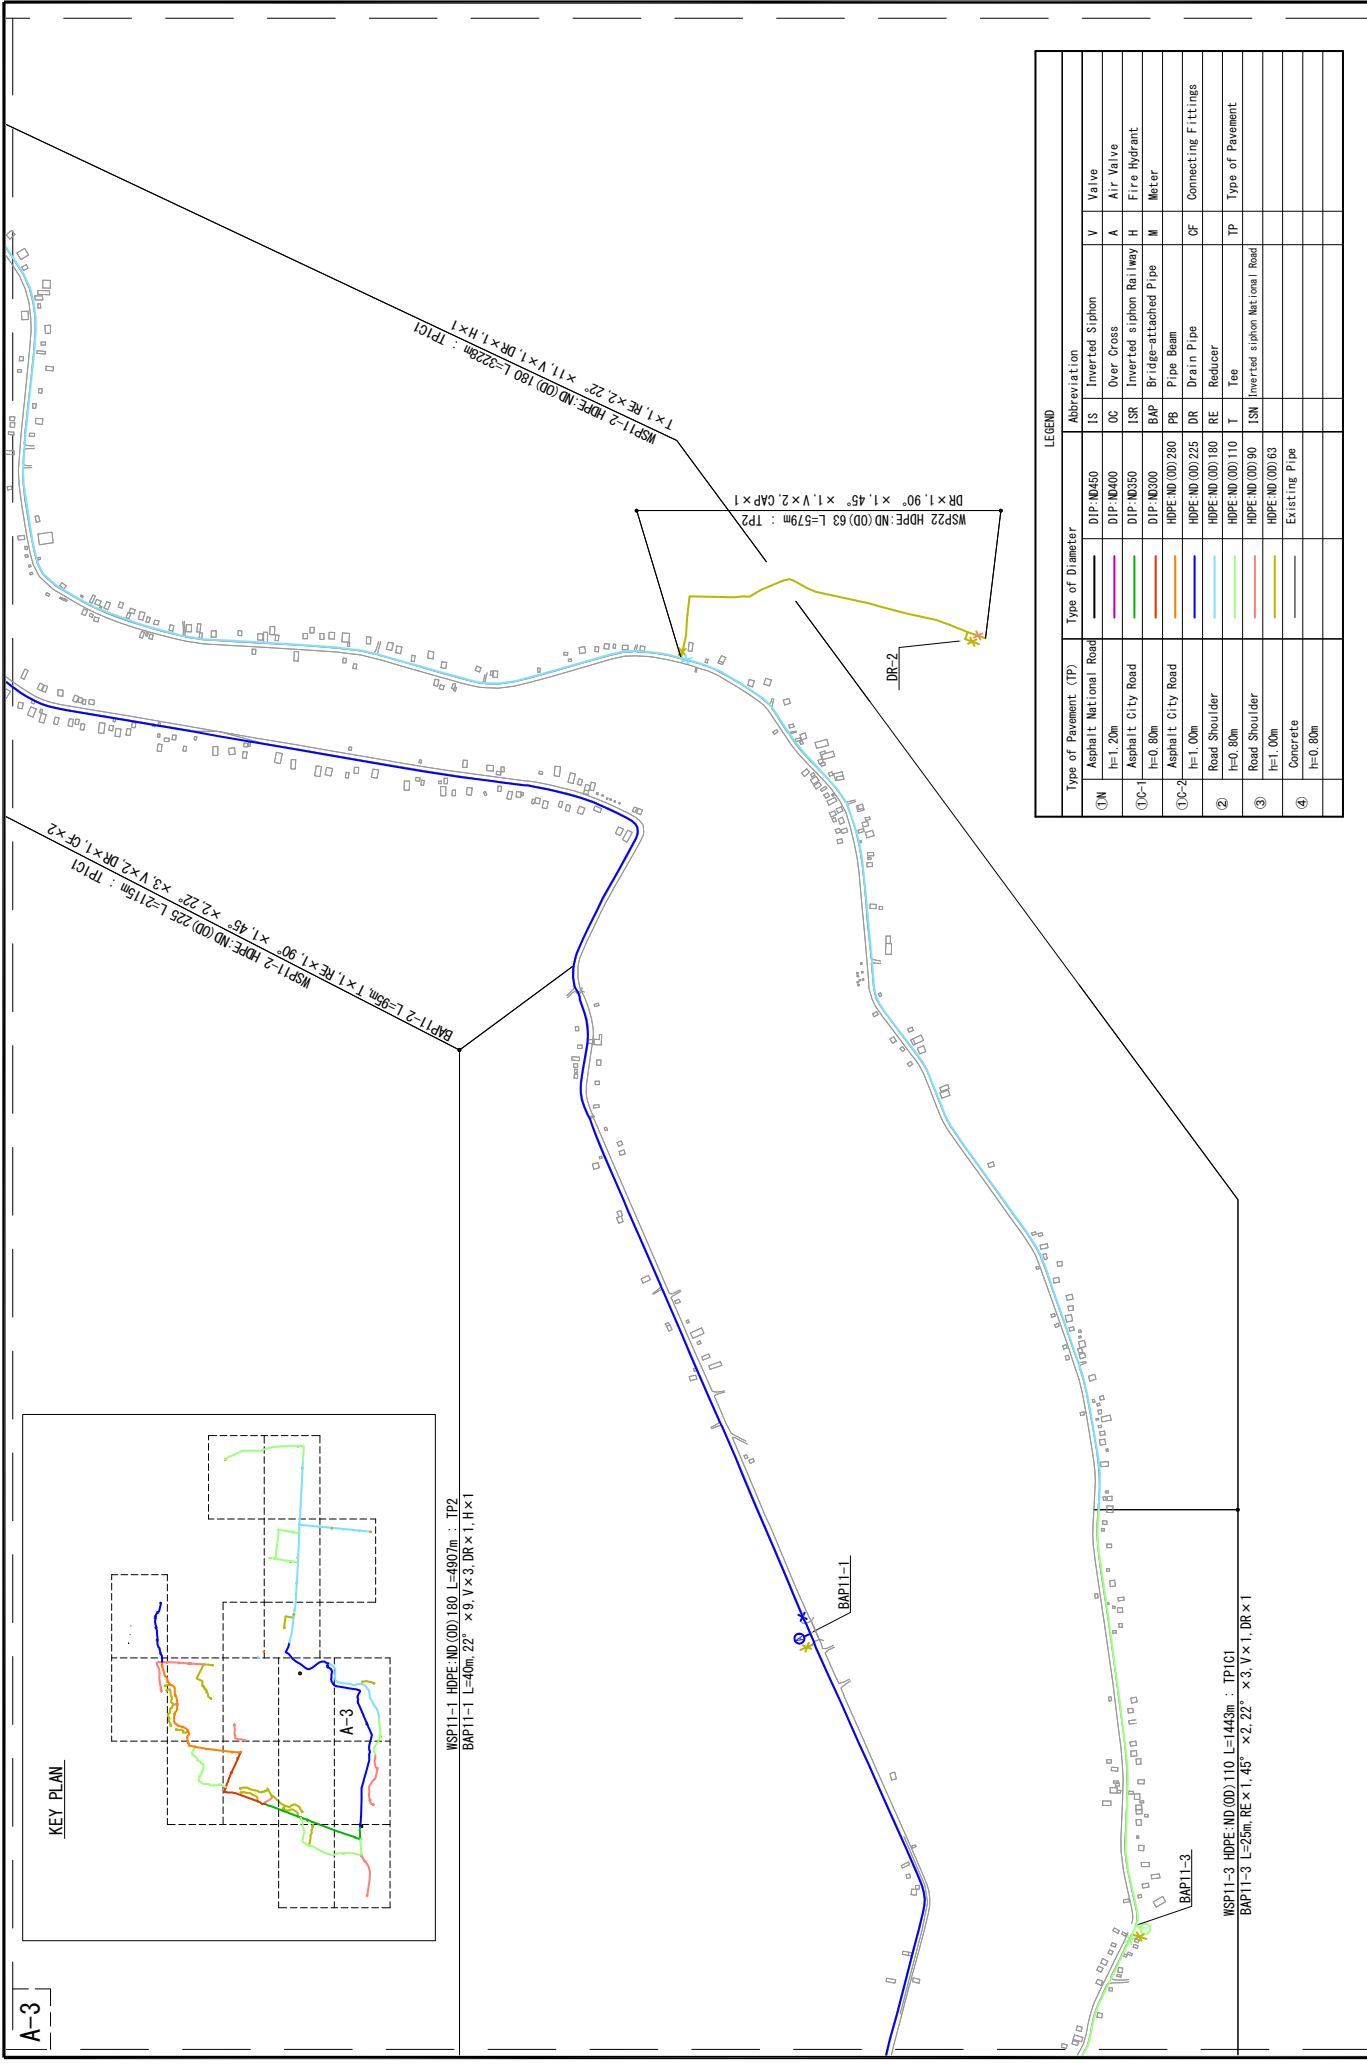 A-3
KEY PLAN
A-3
WSP11-1 HDPE:ND(OD)180 L=4907m : TP2
BAP11-1 L=40m, 22° ×9, V×3, DR×1, H×1
WSP11-2 HDPE:ND(OD)225 L=2115m : TP1C1
BAP11-2 L=95m, T×1, RE×1, 90° ×1, 45° ×2, 22° ×3, V×2, DR×1, CF×2
WSP11-2 HDPE:ND(OD)180 L=3228m : TP1C1
T×1, RE×2, 22° ×11, V×1, DR×1, H×1
WSP22 HDPE:ND(OD)63 L=579m : TP2
DR×1, 90° ×1, 45° ×1, V×2, CAP×1
DR-2
BAP11-1
BAP11-3
WSP11-3 HDPE:ND(OD)110 L=1443m : TP1C1
BAP11-3 L=25m, RE×1, 45° ×2, 22° ×3, V×1, DR×1
LEGEND
Type of Pavement (TP) Type of Diameter Abbreviation
①N Asphalt National Road DIP:ND450 IS Inverted Siphon V Valve
h=1.20m DIP:ND400 OC Over Cross A Air Valve
①C-1 Asphalt City Road DIP:ND350 ISR Inverted siphon Railway H Fire Hydrant
h=0.80m DIP:ND300 BAP Bridge-attached Pipe M Meter
①C-2 Asphalt City Road HDPE:ND(OD)280 PB Pipe Beam
h=1.00m HDPE:ND(OD)225 DR Drain Pipe CF Connecting Fittings
② Road Shoulder HDPE:ND(OD)180 RE Reducer
h=0.80m HDPE:ND(OD)110 T Tee TP Type of Pavement
③ Road Shoulder HDPE:ND(OD)90 ISN Inverted siphon National Road
h=1.00m HDPE:ND(OD)63
④ Concrete Existing Pipe
h=0.80m